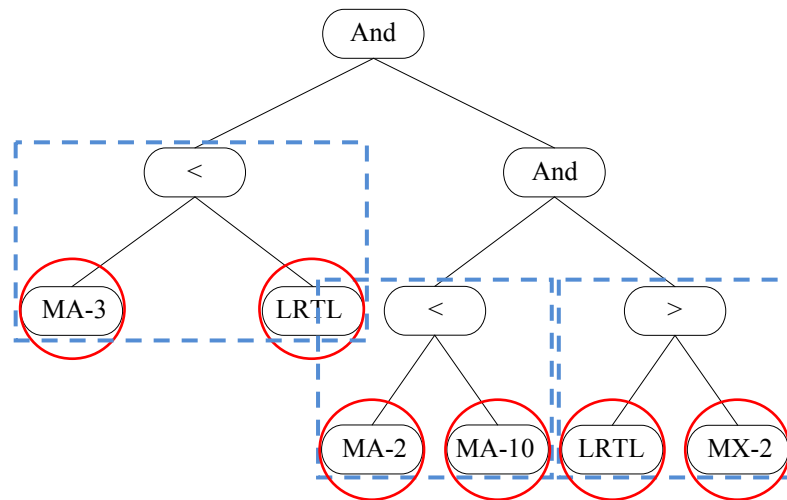 And
<
And
MA-3
LRTL
<
>
MA-2
MA-10
LRTL
MX-2